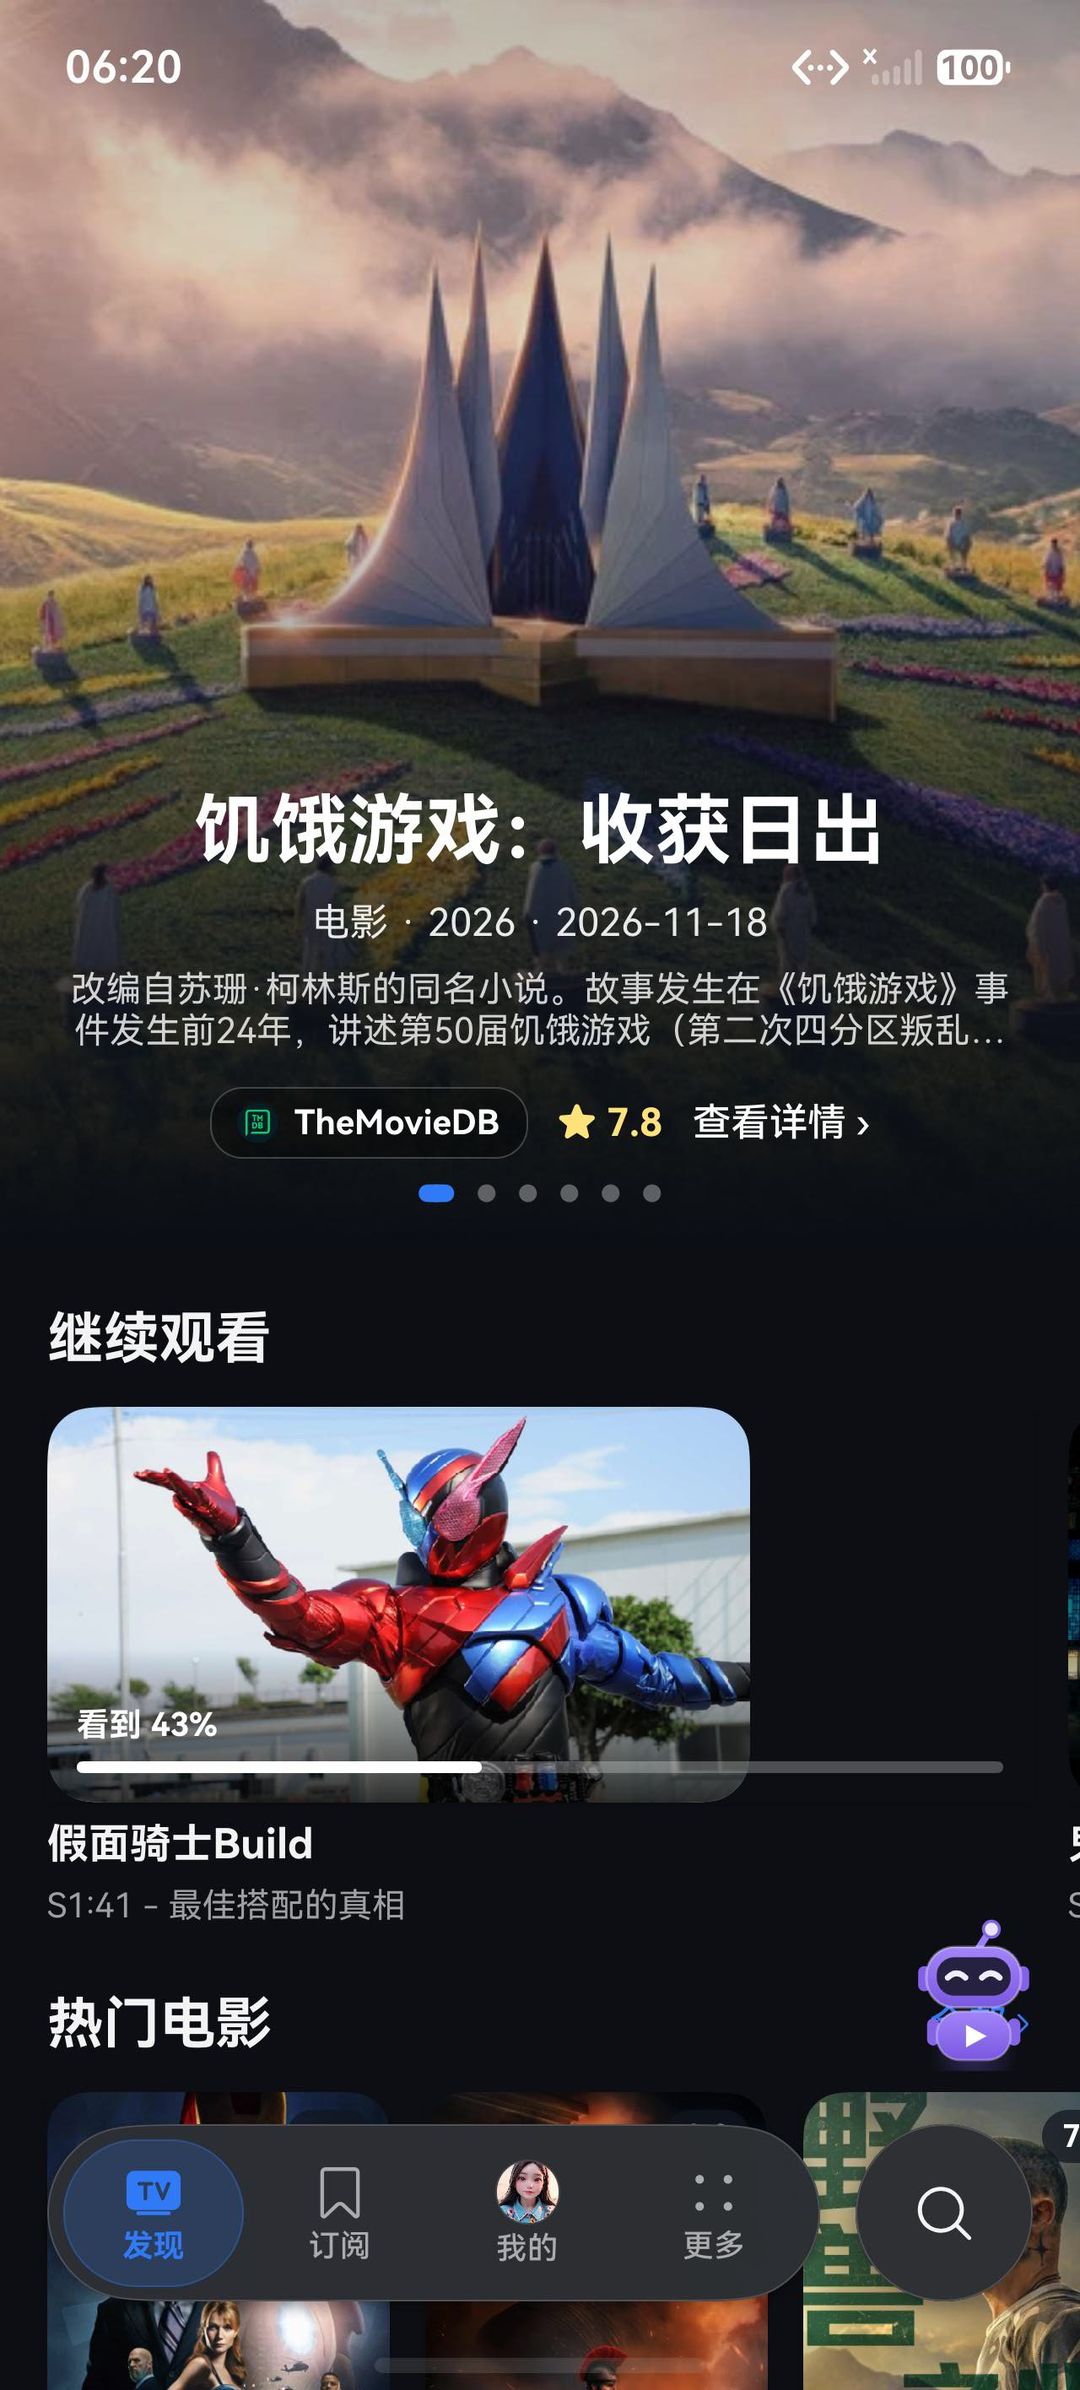 06:20
100
饥饿游戏：收获日出
电影 · 2026 · 2026-11-18
改编自苏珊·柯林斯的同名小说。故事发生在《饥饿游戏》事
件发生前24年，讲述第50届饥饿游戏（第二次四分区叛乱…
TM
DB
TheMovieDB
7.8
查看详情 ›
继续观看
看到 43%
假面骑士Build
S1:41 - 最佳搭配的真相
热门电影
7
TV
发现
订阅
我的
更多